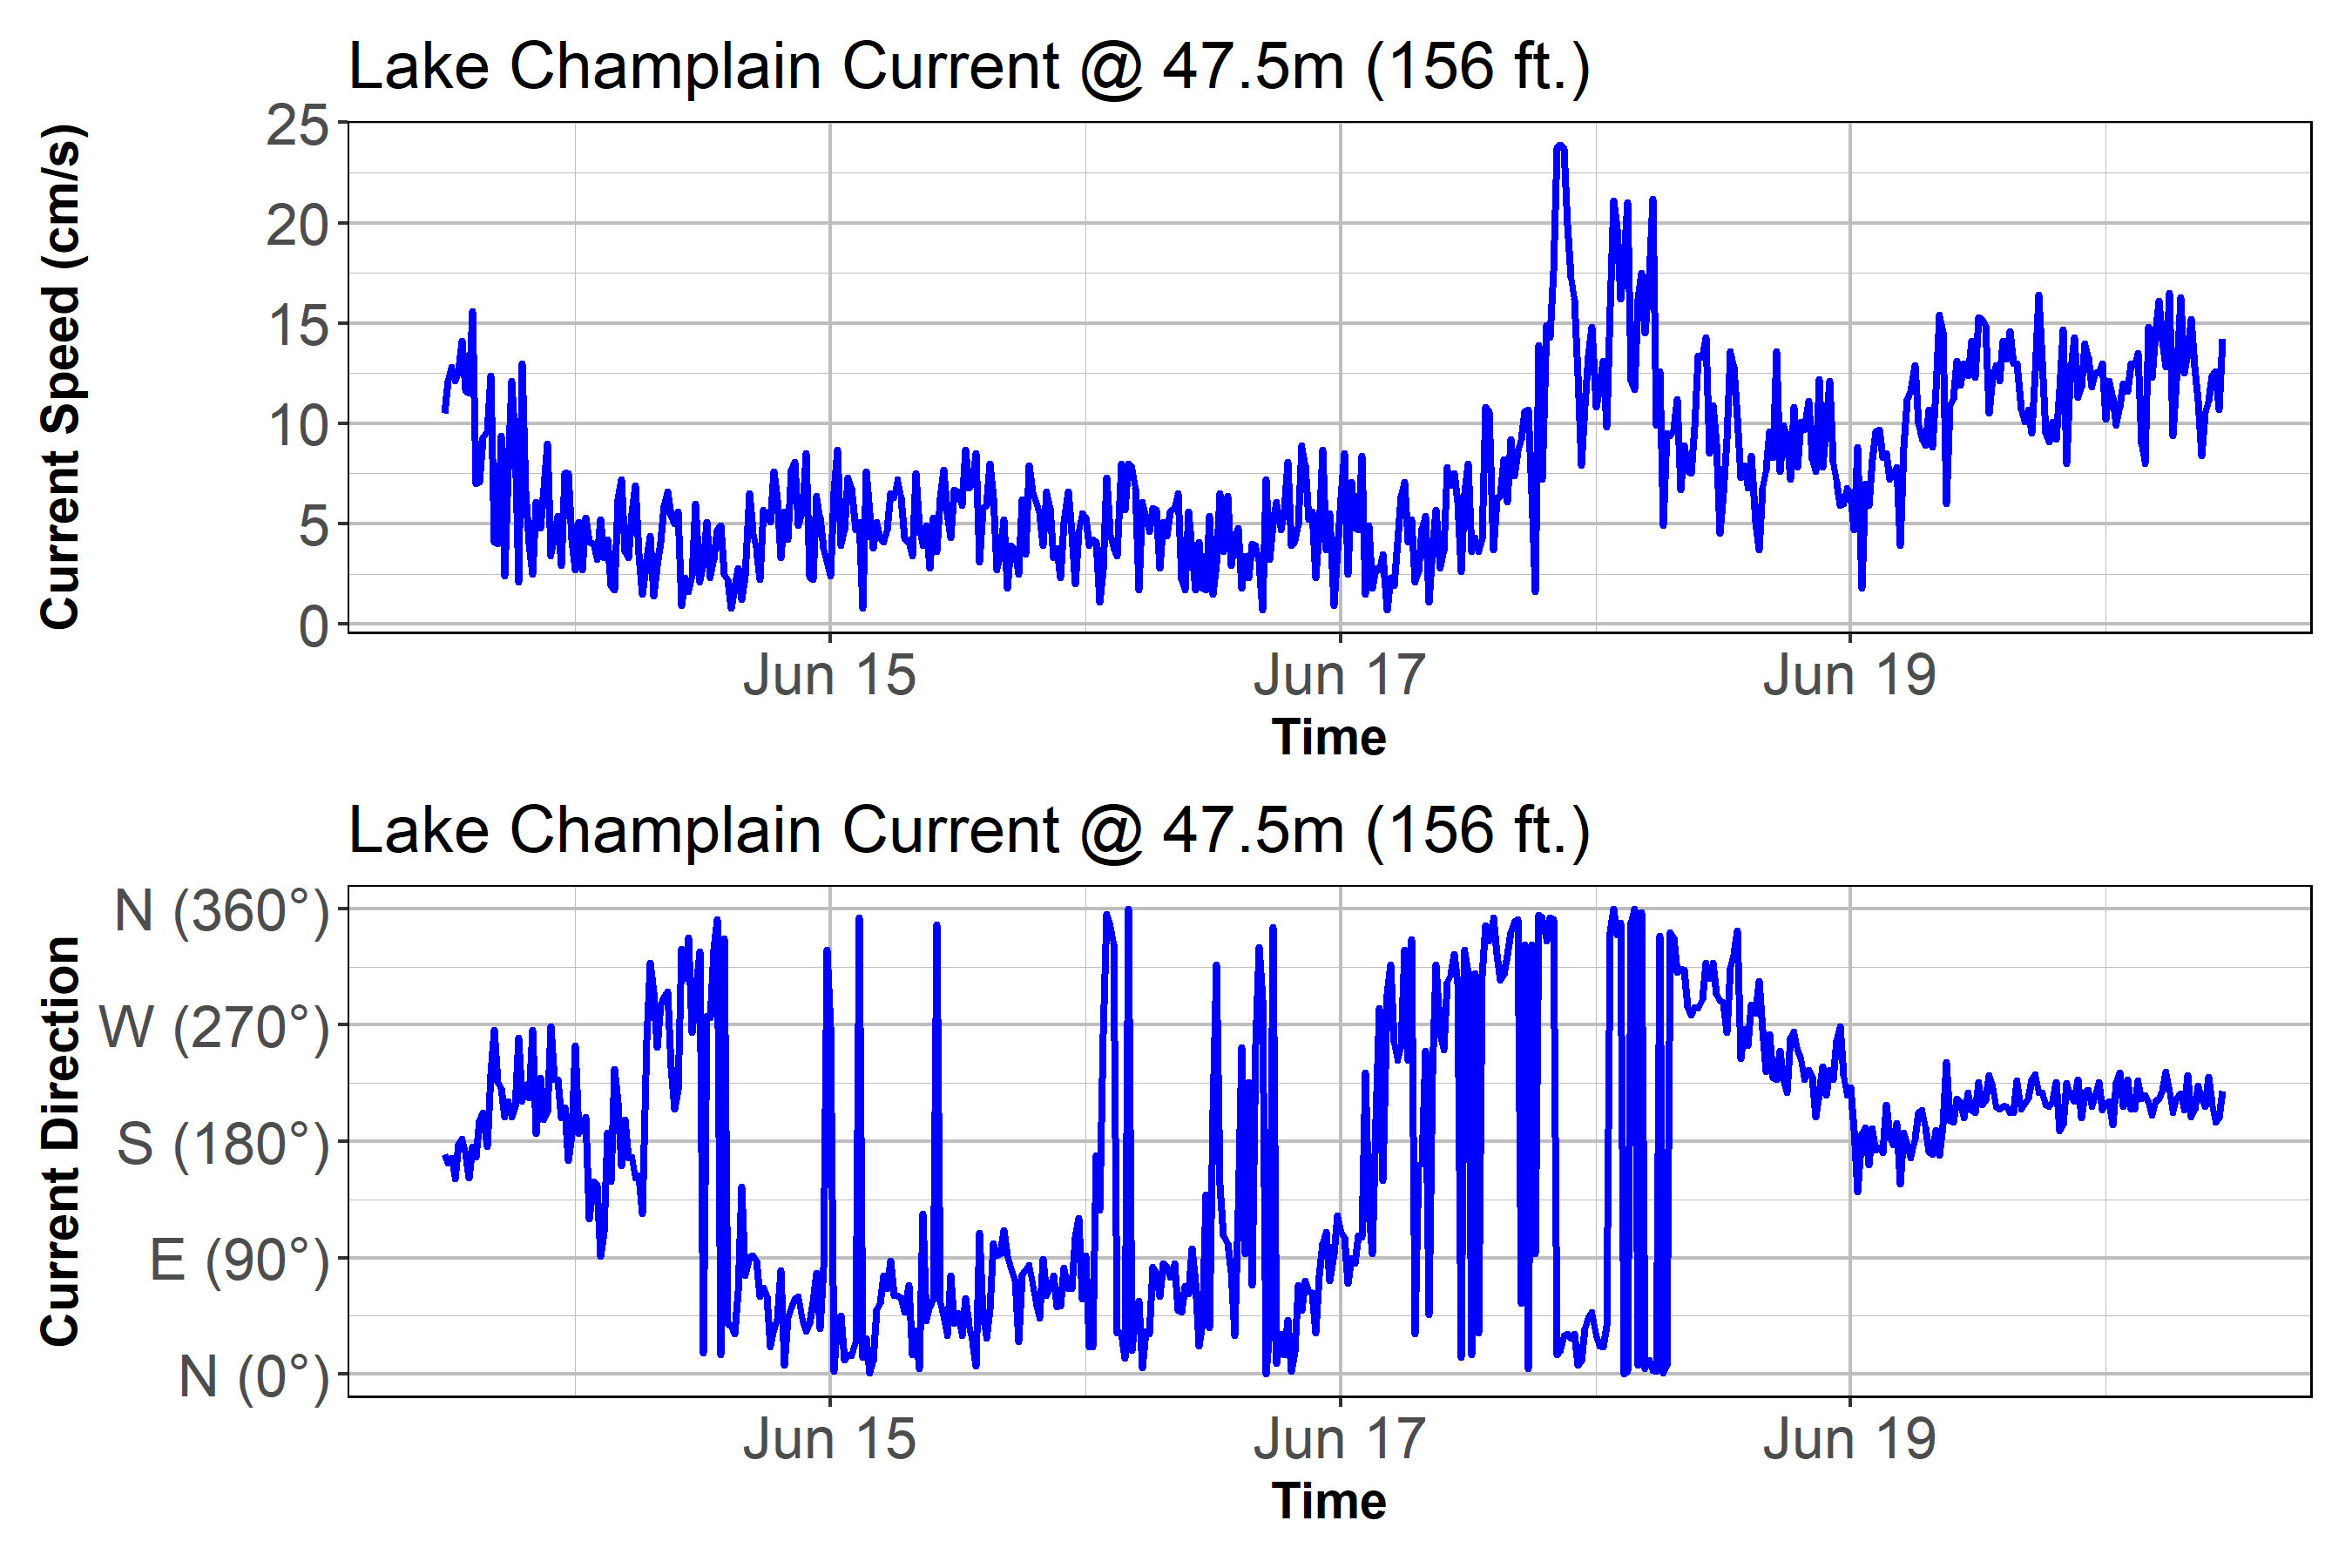 Lake Champlain Current @ 47.5m (156 ft.)
Current Speed (cm/s)
25
20
15
10
5
0
Jun 15 Jun 17 Jun 19
Time
Lake Champlain Current @ 47.5m (156 ft.)
Current Direction
N (360°)
W (270°)
S (180°)
E (90°)
N (0°)
Jun 15 Jun 17 Jun 19
Time